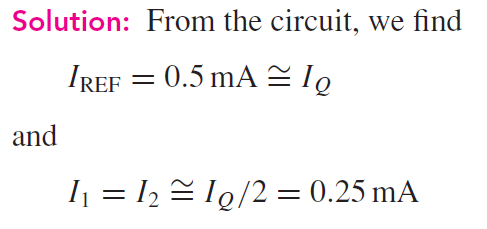 Solution: From the circuit, we find
I_REF = 0.5 mA ≅ I_Q
and
I_1 = I_2 ≅ I_Q/2 = 0.25 mA